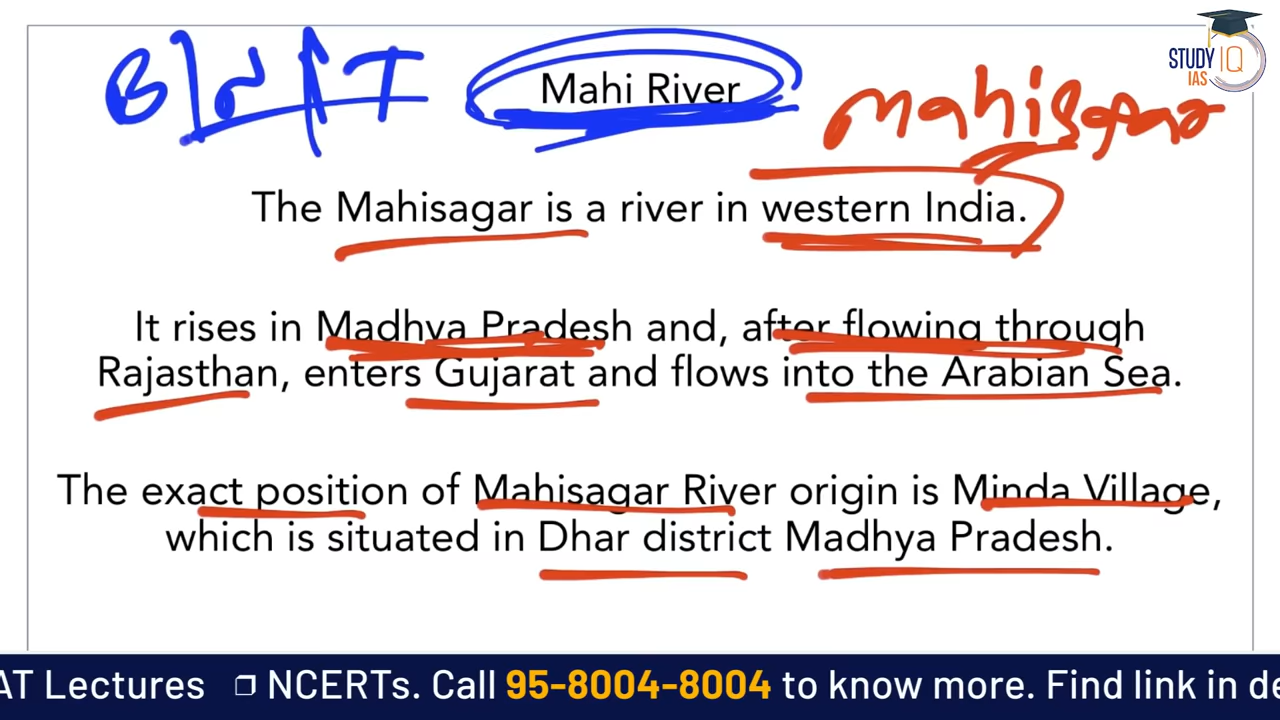 STUDY IQ
IAS
Mahi River
Mahisagar
The Mahisagar is a river in western India.
It rises in Madhya Pradesh and, after flowing through
Rajasthan, enters Gujarat and flows into the Arabian Sea.
The exact position of Mahisagar River origin is Minda Village,
which is situated in Dhar district Madhya Pradesh.
AT Lectures ❒ NCERTs. Call 95-8004-8004 to know more. Find link in de